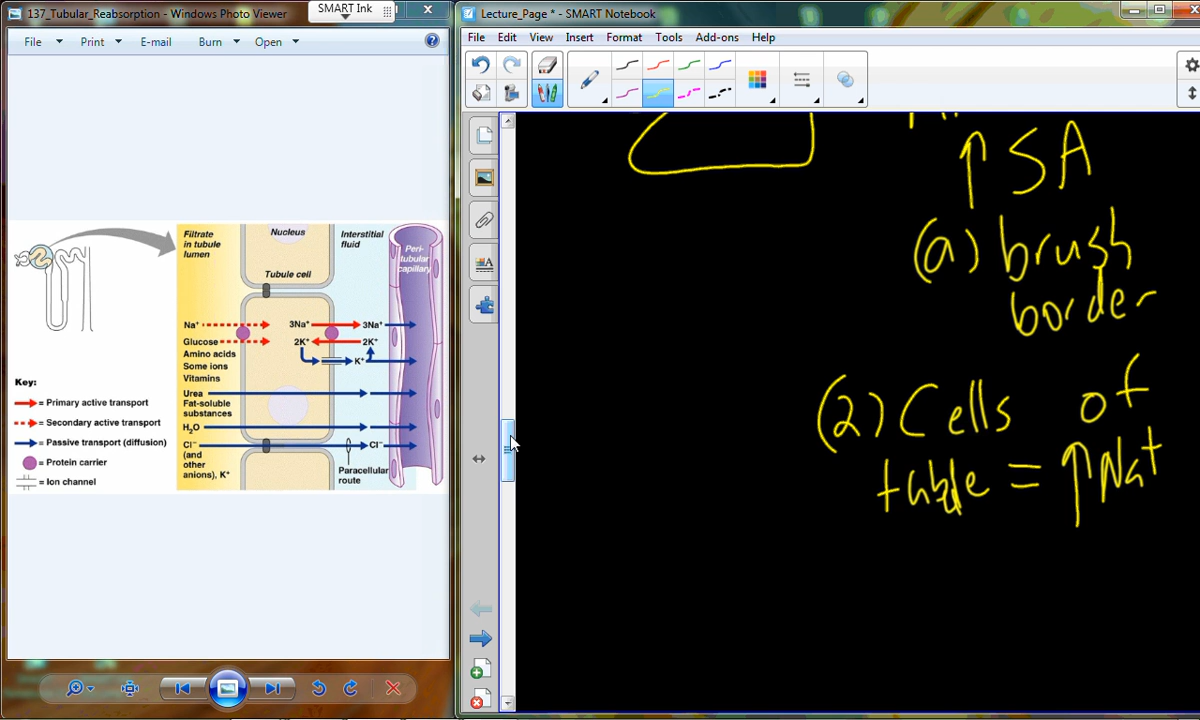 137_Tubular_Reabsorption - Windows Photo Viewer
SMART Ink
File Print E-mail Burn Open
Filtrate
in tubule
lumen
Nucleus
Interstitial
fluid
Peri-
tubular
capillary
Tubule cell
Na+ 3Na+ 3Na+
Glucose 2K+ 2K+
Amino acids
Some ions K+
Vitamins
Urea
Fat-soluble
substances
H2O
Cl− Cl−
(and
other
anions), K+
Paracellular
route
Key:
= Primary active transport
= Secondary active transport
= Passive transport (diffusion)
= Protein carrier
= Ion channel
Lecture_Page * - SMART Notebook
File Edit View Insert Format Tools Add-ons Help
↑ SA
(a) brush
border
(2) Cells of
tubule = ↑ Na+